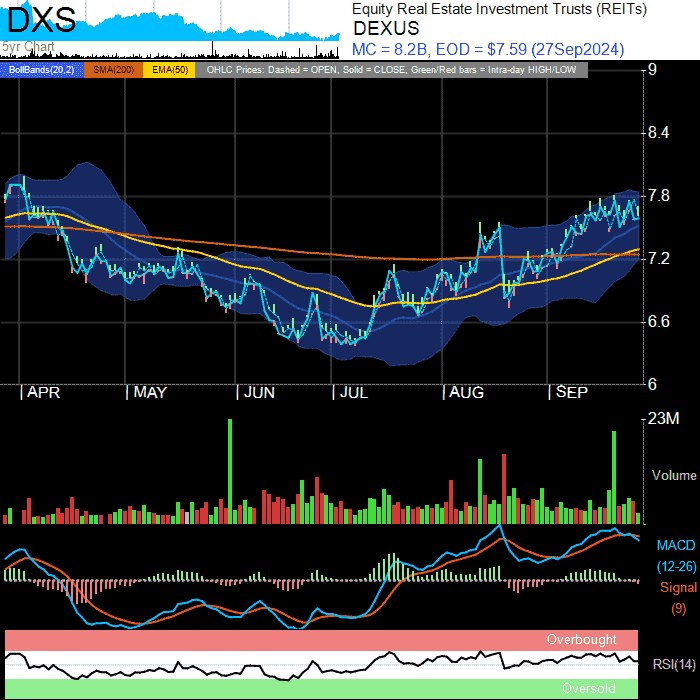 DXS
Equity Real Estate Investment Trusts (REITs)
DEXUS
MC = 8.2B, EOD = $7.59 (27Sep2024)
5yr Chart
BollBands(20,2) SMA(200) EMA(50) OHLC Prices: Dashed = OPEN, Solid = CLOSE, Green/Red bars = Intra-day HIGH/LOW
9
8.4
7.8
7.2
6.6
6
APR MAY JUN JUL AUG SEP
23M
Volume
MACD
(12-26)
Signal
(9)
Overbought
RSI(14)
Oversold